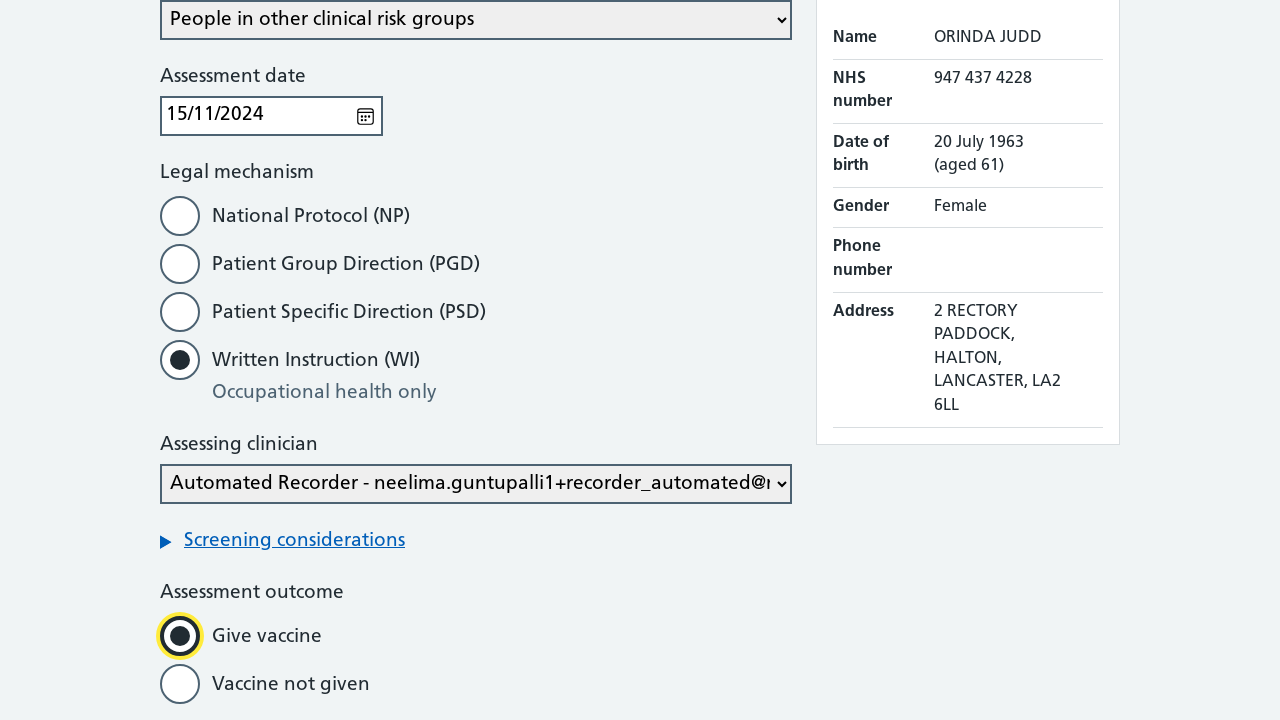 People in other clinical risk groups
Assessment date
15/11/2024
Legal mechanism
National Protocol (NP)
Patient Group Direction (PGD)
Patient Specific Direction (PSD)
Written Instruction (WI)
Occupational health only
Assessing clinician
Automated Recorder - neelima.guntupalli1+recorder_automated@
Screening considerations
Assessment outcome
Give vaccine
Vaccine not given
Name ORINDA JUDD
NHS number 947 437 4228
Date of birth 20 July 1963 (aged 61)
Gender Female
Phone number
Address 2 RECTORY
PADDOCK,
HALTON,
LANCASTER, LA2
6LL